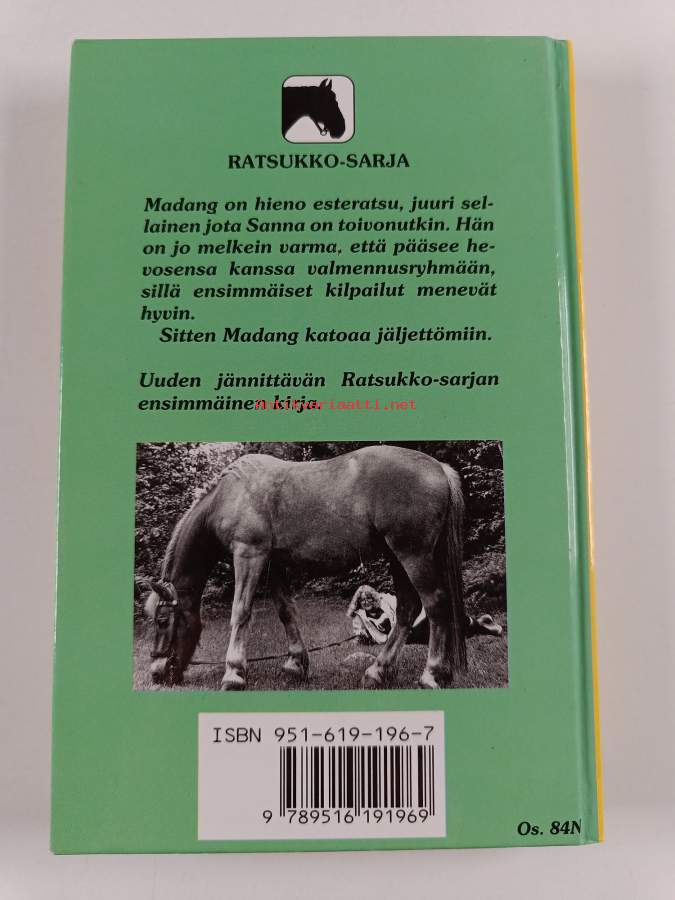 RATSUKKO-SARJA
Madang on hieno esteratsu, juuri sel-
lainen jota Sanna on toivonutkin. Hän
on jo melkein varma, että pääsee he-
vosensa kanssa valmennusryhmään,
sillä ensimmäiset kilpailut menevät
hyvin.
Sitten Madang katoaa jäljettömiin.
Uuden jännittävän Ratsukko-sarjan
ensimmäinen kirja.
Antikvariaatti.net
ISBN 951-619-196-7
9 789516 191969
Os. 84N